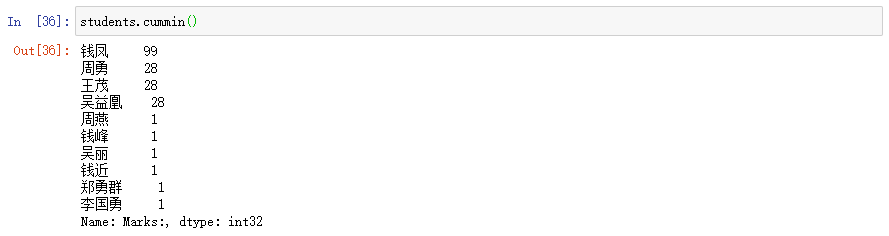 In [36]: students.cummin()
Out[36]: 钱凤 99
周勇 28
王茂 28
吴益凰 28
周燕 1
钱峰 1
吴丽 1
钱近 1
郑勇群 1
李国勇 1
Name: Marks:, dtype: int32